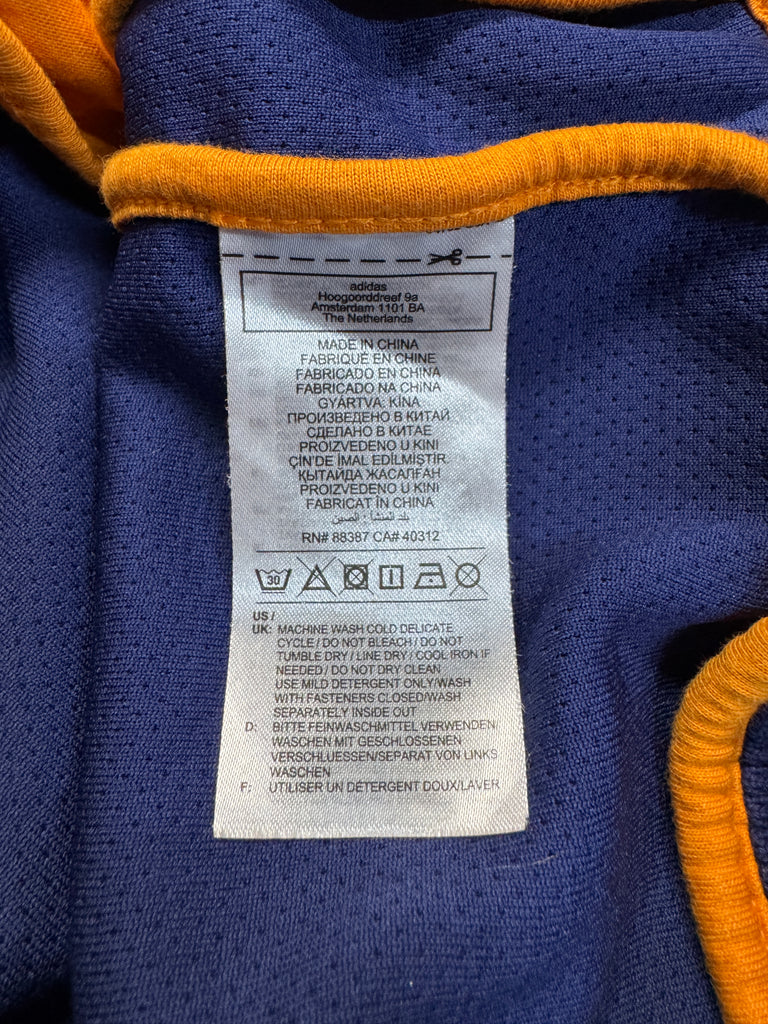 adidas
Hoogoorddreef 9a
Amsterdam 1101 BA
The Netherlands
MADE IN CHINA
FABRIQUÉ EN CHINE
FABRICADO EN CHINA
FABRICADO NA CHINA
GYÁRTVA: KÍNA
ПРОИЗВЕДЕНО В КИТАЙ
СДЕЛАНО В КИТАЕ
PROIZVEDENO U KINI
ÇİN'DE İMAL EDİLMİŞTİR
ҚЫТАЙДА ЖАСАЛҒАН
PROIZVEDENO U KINI
FABRICAT ÎN CHINA
بلد المنشأ : الصين
RN# 88387 CA# 40312
30
US /
UK: MACHINE WASH COLD DELICATE
CYCLE / DO NOT BLEACH / DO NOT
TUMBLE DRY / LINE DRY / COOL IRON IF
NEEDED / DO NOT DRY CLEAN
USE MILD DETERGENT ONLY/WASH
WITH FASTENERS CLOSED/WASH
SEPARATELY INSIDE OUT
D: BITTE FEINWASCHMITTEL VERWENDEN/
WASCHEN MIT GESCHLOSSENEN
VERSCHLUESSEN/SEPARAT VON LINKS
WASCHEN
F: UTILISER UN DÉTERGENT DOUX/LAVER